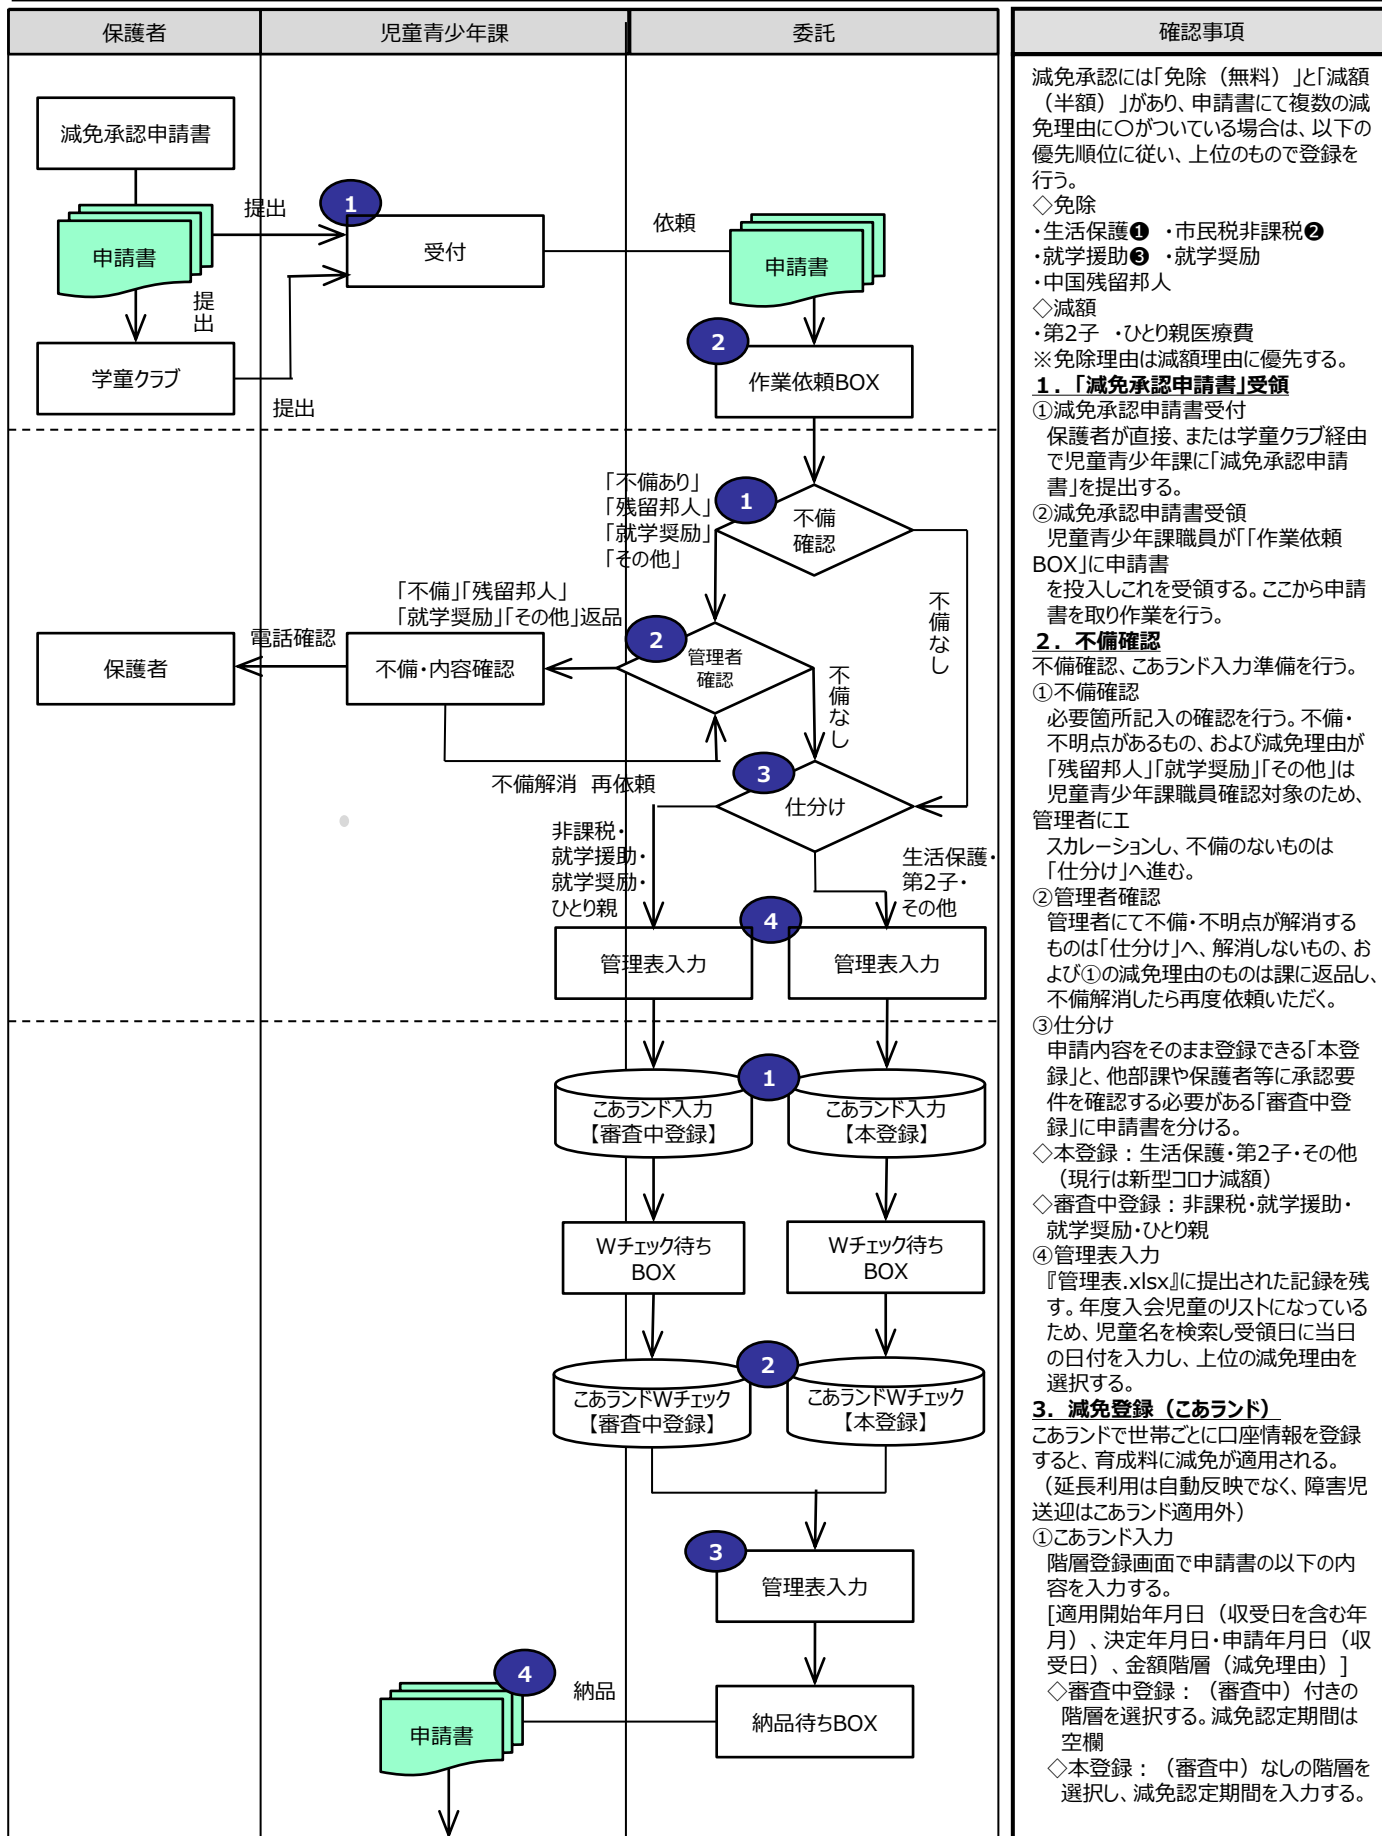 保護者
児童青少年課
委託
確認事項
減免承認申請書
申請書
提出
提
出
学童クラブ
提出
1
受付
依頼
申請書
2
作業依頼BOX
「不備あり」
「残留邦人」
「就学奨励」
「その他」
1
不備
確認
不備なし
「不備」「残留邦人」
「就学奨励」「その他」返品
電話確認
保護者
不備・内容確認
2
管理者
確認
不備なし
不備解消　再依頼
3
仕分け
非課税・
就学援助・
就学奨励・
ひとり親
生活保護・
第2子・
その他
4
管理表入力
管理表入力
1
こあランド入力
【審査中登録】
こあランド入力
【本登録】
Wチェック待ち
BOX
Wチェック待ち
BOX
2
こあランドWチェック
【審査中登録】
こあランドWチェック
【本登録】
3
管理表入力
4
納品
申請書
納品待ちBOX
減免承認には「免除（無料）」と「減額
（半額）」があり、申請書にて複数の減
免理由に〇がついている場合は、以下の
優先順位に従い、上位のもので登録を
行う。
◇免除
・生活保護❶　・市民税非課税❷
・就学援助❸　・就学奨励
・中国残留邦人
◇減額
・第2子　・ひとり親医療費
※免除理由は減額理由に優先する。
１．「減免承認申請書」受領
①減免承認申請書受付
保護者が直接、または学童クラブ経由
で児童青少年課に「減免承認申請
書」を提出する。
②減免承認申請書受領
児童青少年課職員が「「作業依頼
BOX」に申請書
を投入しこれを受領する。ここから申請
書を取り作業を行う。
２．不備確認
不備確認、こあランド入力準備を行う。
①不備確認
必要箇所記入の確認を行う。不備・
不明点があるもの、および減免理由が
「残留邦人」「就学奨励」「その他」は
児童青少年課職員確認対象のため、
管理者にエ
スカレーションし、不備のないものは
「仕分け」へ進む。
②管理者確認
管理者にて不備・不明点が解消する
ものは「仕分け」へ、解消しないもの、お
よび①の減免理由のものは課に返品し、
不備解消したら再度依頼いただく。
③仕分け
申請内容をそのまま登録できる「本登
録」と、他部課や保護者等に承認要
件を確認する必要がある「審査中登
録」に申請書を分ける。
◇本登録：生活保護・第2子・その他
（現行は新型コロナ減額）
◇審査中登録：非課税・就学援助・
就学奨励・ひとり親
④管理表入力
『管理表.xlsx』に提出された記録を残
す。年度入会児童のリストになっている
ため、児童名を検索し受領日に当日
の日付を入力し、上位の減免理由を
選択する。
3．減免登録（こあランド）
こあランドで世帯ごとに口座情報を登録
すると、育成料に減免が適用される。
（延長利用は自動反映でなく、障害児
送迎はこあランド適用外）
①こあランド入力
階層登録画面で申請書の以下の内
容を入力する。
[適用開始年月日（収受日を含む年
月）、決定年月日・申請年月日（収
受日）、金額階層（減免理由）]
◇審査中登録：（審査中）付きの
階層を選択する。減免認定期間は
空欄
◇本登録：（審査中）なしの階層を
選択し、減免認定期間を入力する。